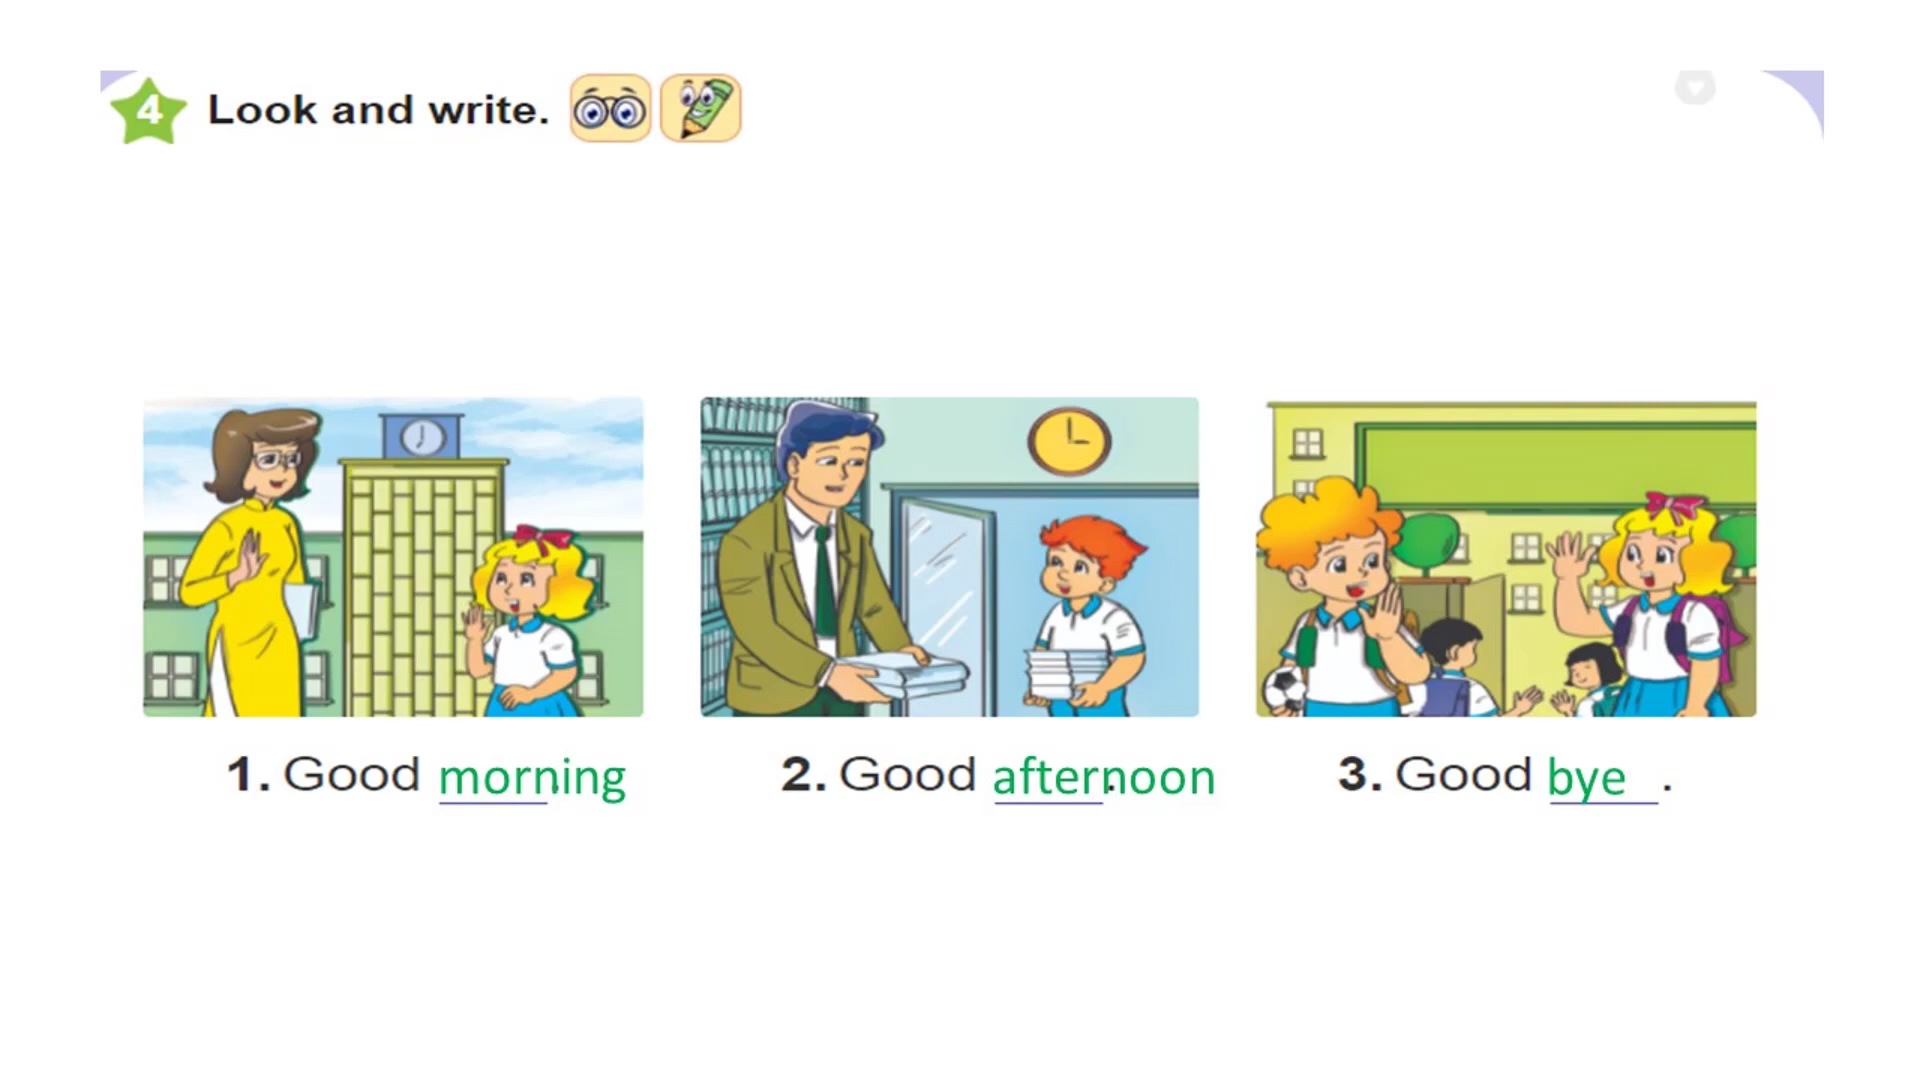 4 Look and write.
1. Good morning.
2. Good afternoon.
3. Good bye.